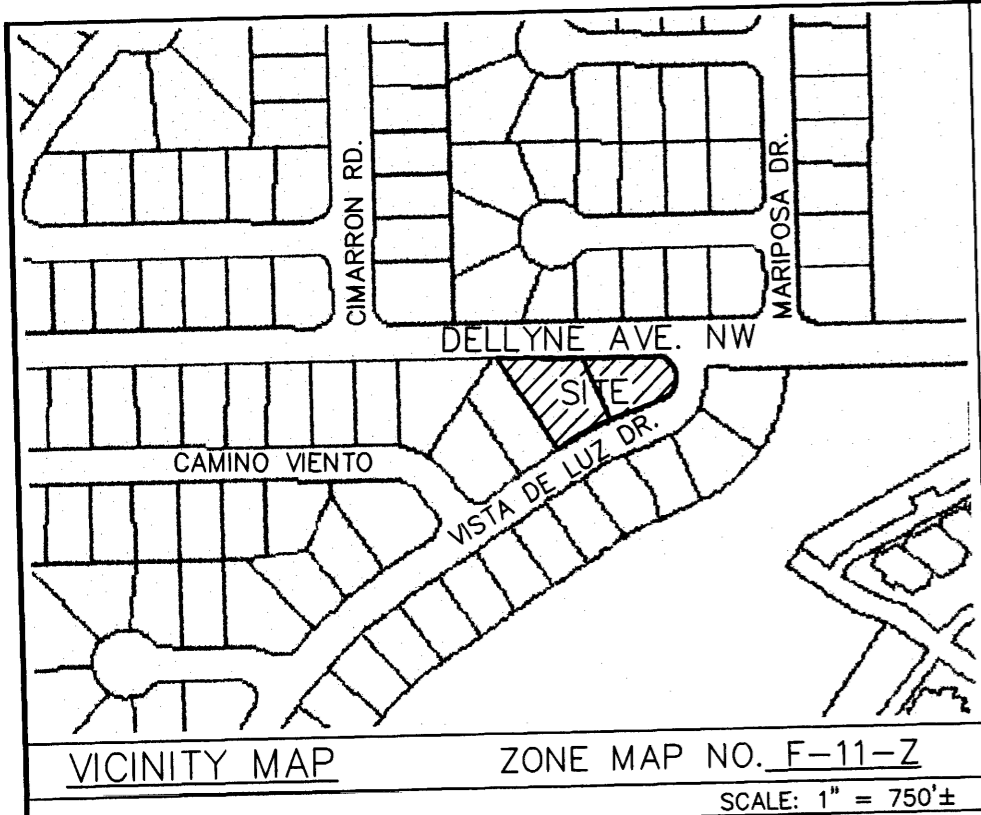 CIMARRON RD.
MARIPOSA DR.
DELLYNE AVE. NW
SITE
CAMINO VIENTO
VISTA DE LUZ DR.
VICINITY MAP
ZONE MAP NO. F-11-Z
SCALE: 1" = 750'±